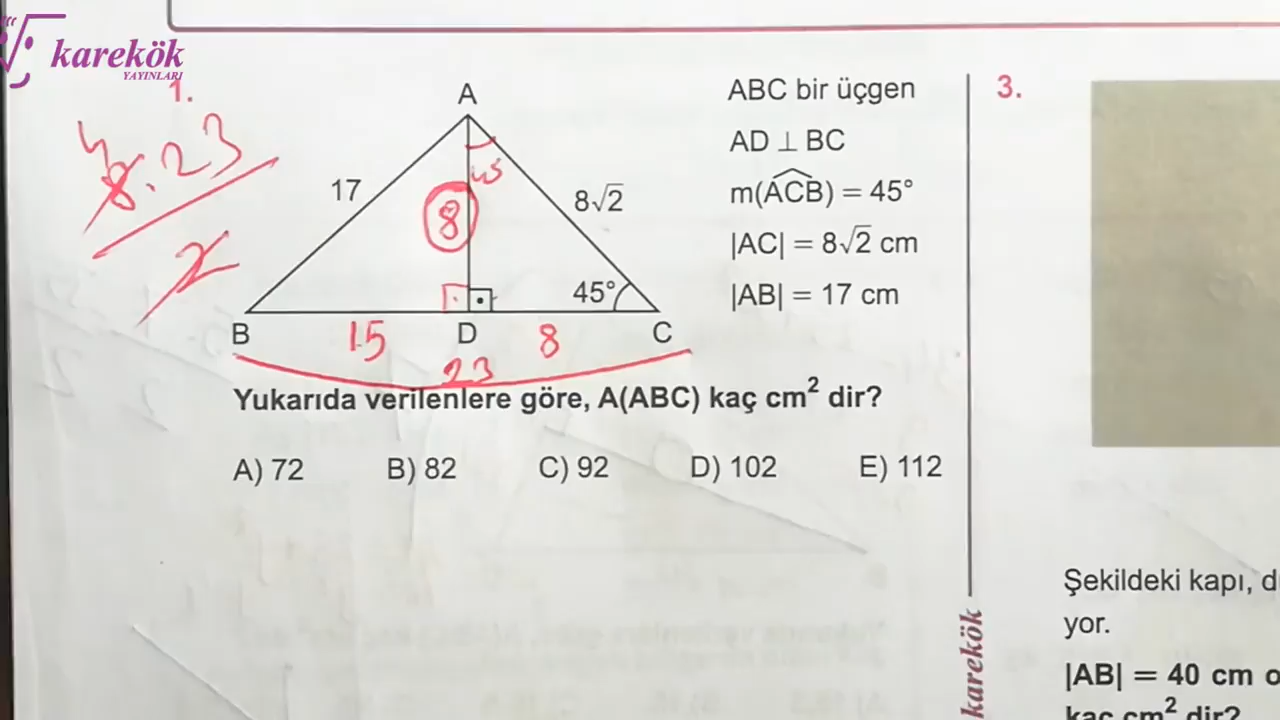 karekök
YAYINLARI
1.
4
8.23
2
A
45
17
8
8√2
45°
B
D
C
15
8
23
ABC bir üçgen
AD ⊥ BC
m(ACB) = 45°
|AC| = 8√2 cm
|AB| = 17 cm
Yukarıda verilenlere göre, A(ABC) kaç cm² dir?
A) 72 B) 82 C) 92 D) 102 E) 112
karekök
3.
Şekildeki kapı, d
yor.
|AB| = 40 cm o
kaç cm² dir?